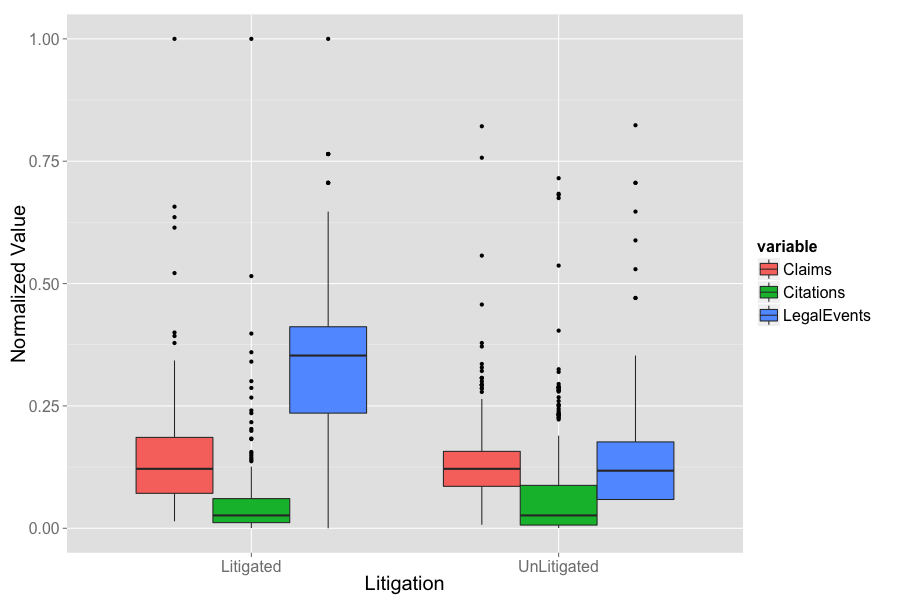 1.00
0.75
0.50
0.25
0.00
Normalized Value
Litigated
UnLitigated
Litigation
variable
Claims
Citations
LegalEvents